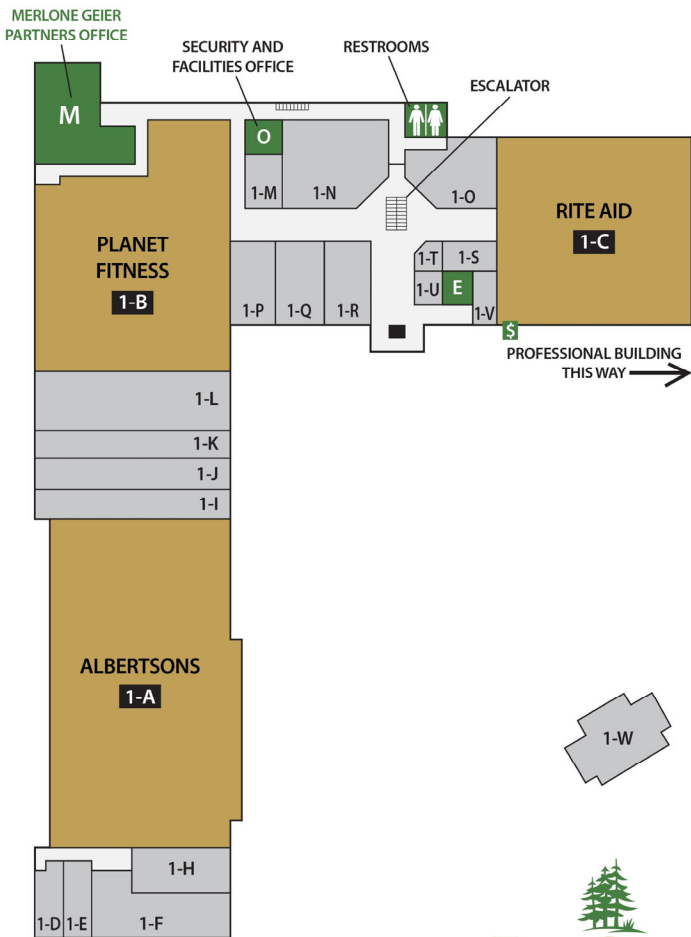 MERLONE GEIER
PARTNERS OFFICE
SECURITY AND
FACILITIES OFFICE
RESTROOMS
ESCALATOR
M
O
1-M
1-N
1-O
RITE AID
1-C
PLANET
FITNESS
1-B
1-T
1-S
1-U
E
1-V
1-P
1-Q
1-R
$
PROFESSIONAL BUILDING
THIS WAY
1-L
1-K
1-J
1-I
ALBERTSONS
1-A
1-W
1-H
1-D
1-E
1-F